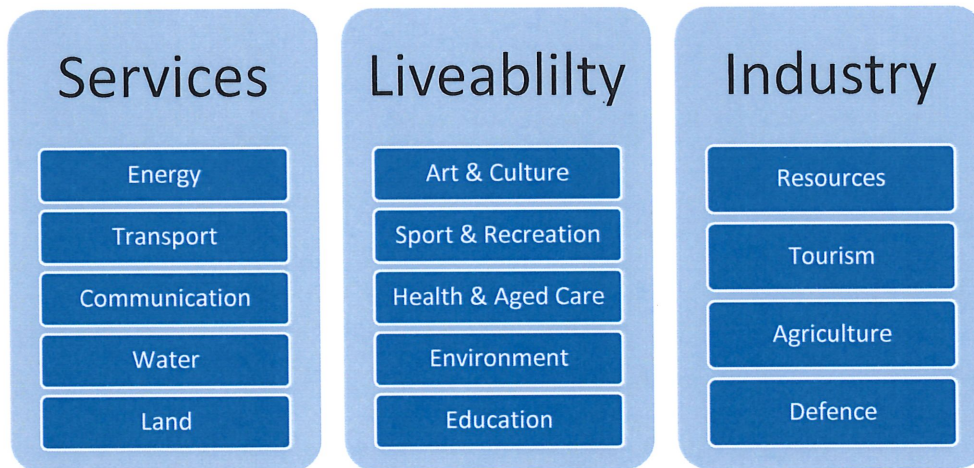 Services
Energy
Transport
Communication
Water
Land
Liveablilty
Art & Culture
Sport & Recreation
Health & Aged Care
Environment
Education
Industry
Resources
Tourism
Agriculture
Defence